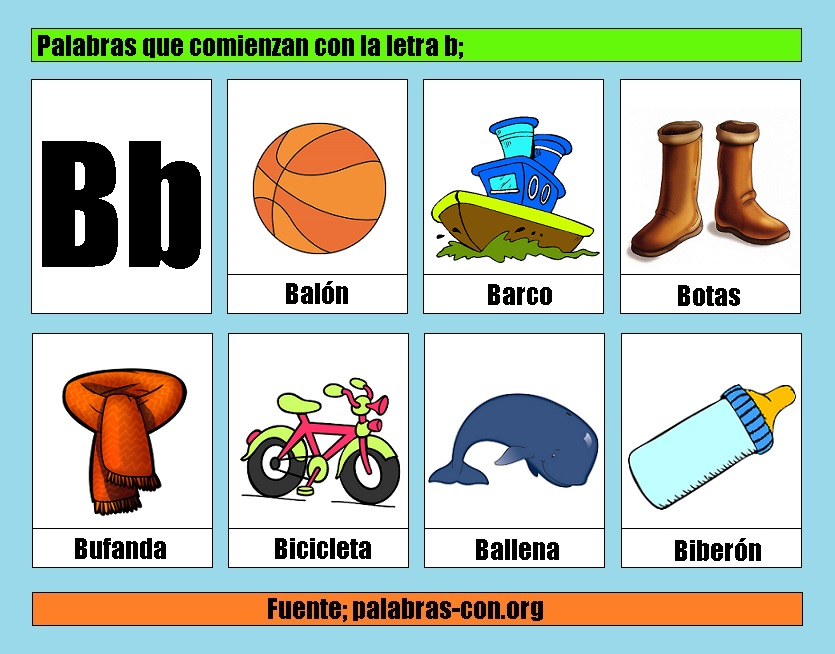 Palabras que comienzan con la letra b;
Bb
Balón
Barco
Botas
Bufanda
Bicicleta
Ballena
Biberón
Fuente; palabras-con.org